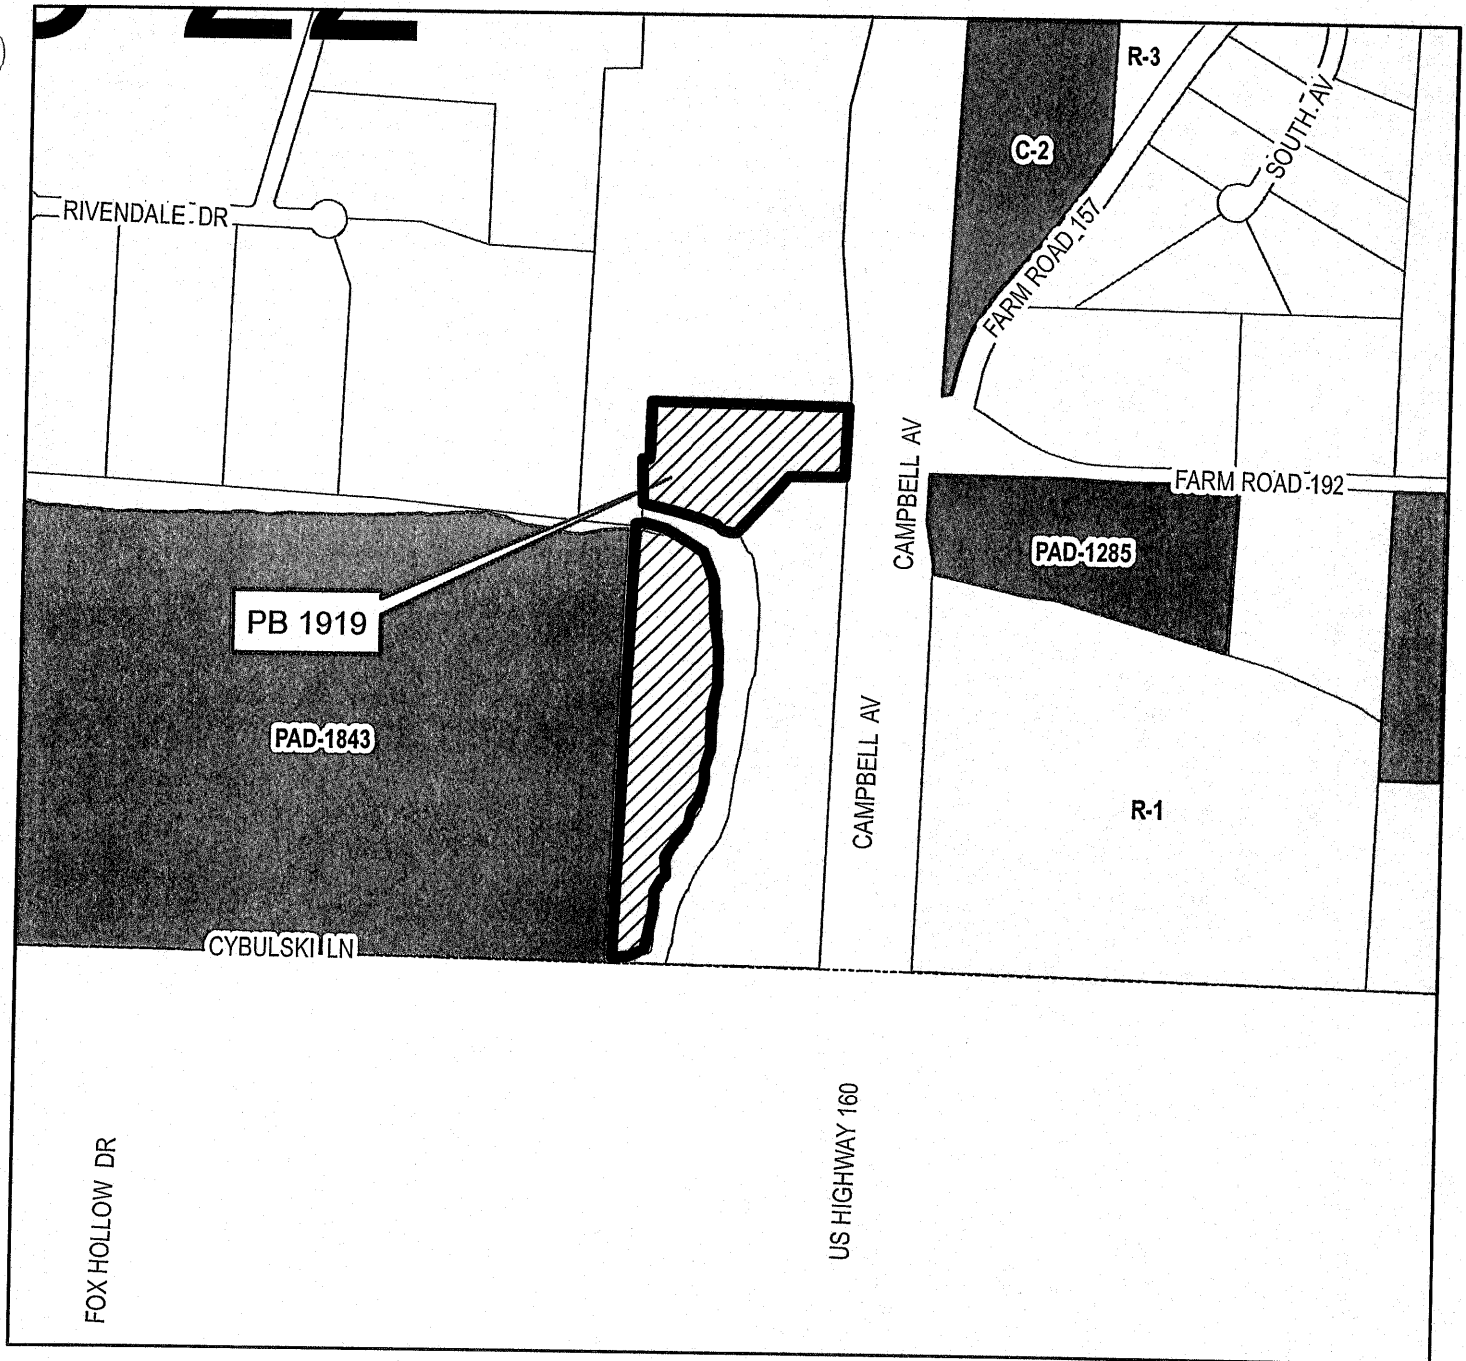 22
R-3
C-2
SOUTH AV
RIVENDALE DR
FARM ROAD 157
CAMPBELL AV
FARM ROAD 192
PAD-1285
PB 1919
PAD-1843
CAMPBELL AV
R-1
CYBULSKI LN
US HIGHWAY 160
FOX HOLLOW DR